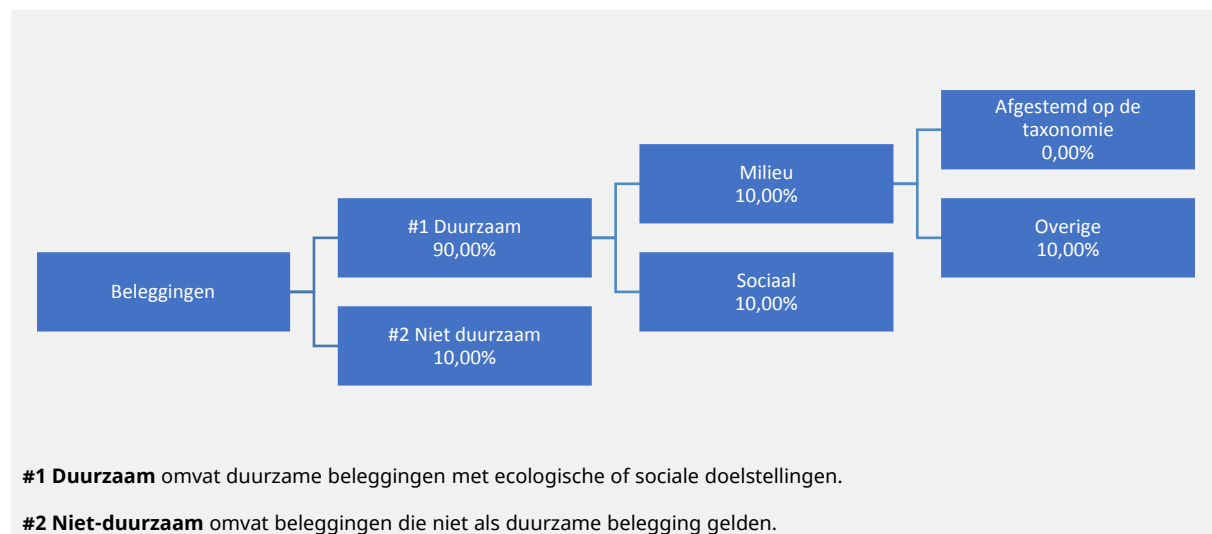 Afgestemd op de
taxonomie
0,00%
Milieu
10,00%
#1 Duurzaam
90,00%
Overige
10,00%
Beleggingen
Sociaal
10,00%
#2 Niet duurzaam
10,00%
#1 Duurzaam omvat duurzame beleggingen met ecologische of sociale doelstellingen.
#2 Niet-duurzaam omvat beleggingen die niet als duurzame belegging gelden.